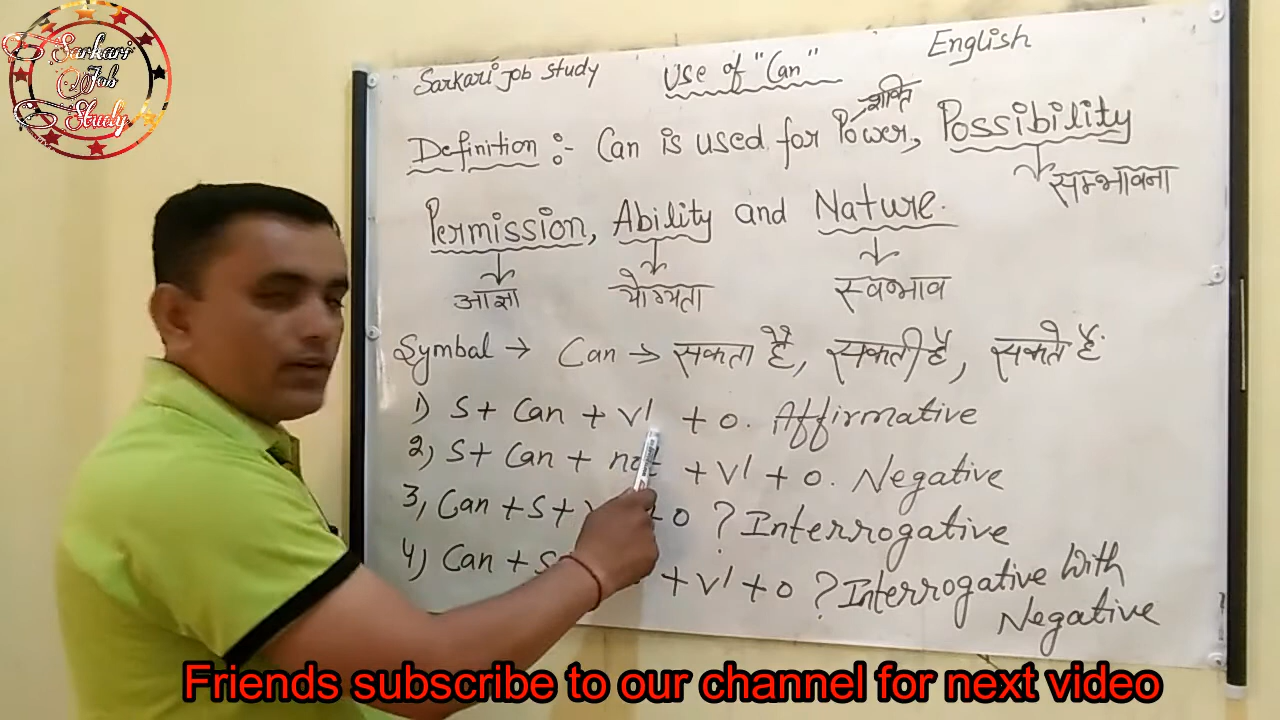 Sarkari
Job
Study
Sarkari Job study
Use of "Can"
English
Definition :- Can is used for Power, Possibility
शक्ति
सम्भावना
Permission, Ability and Nature.
आज्ञा
योग्यता
स्वभाव
Symbal → Can → सकता है, सकती है, सकते हैं
1) S + Can + V1 + O. Affirmative
2) S + Can + not + V1 + O. Negative
3, Can + S + + O ? Interrogative
4) Can + S + V1 + O ? Interrogative With
Negative
Friends subscribe to our channel for next video